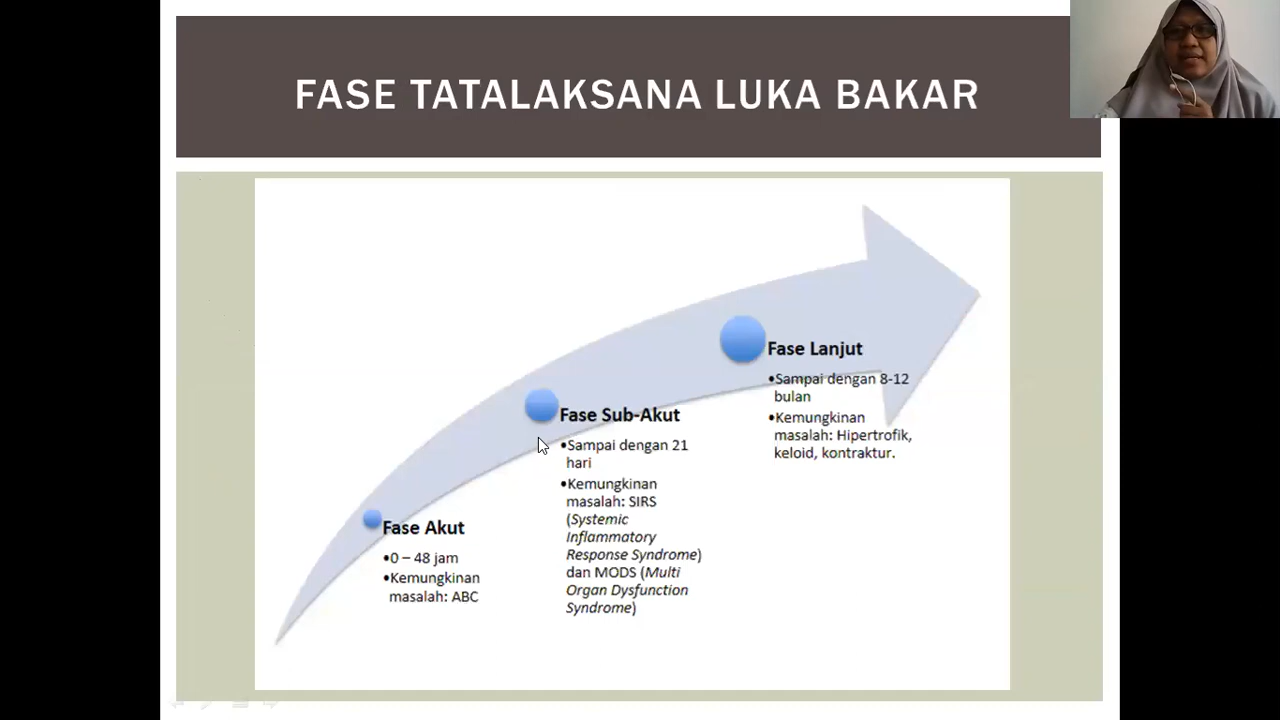 FASE TATALAKSANA LUKA BAKAR
Fase Akut
•0 – 48 jam
•Kemungkinan
masalah: ABC
Fase Sub-Akut
•Sampai dengan 21
hari
•Kemungkinan
masalah: SIRS
(Systemic
Inflammatory
Response Syndrome)
dan MODS (Multi
Organ Dysfunction
Syndrome)
Fase Lanjut
•Sampai dengan 8-12
bulan
•Kemungkinan
masalah: Hipertrofik,
keloid, kontraktur.